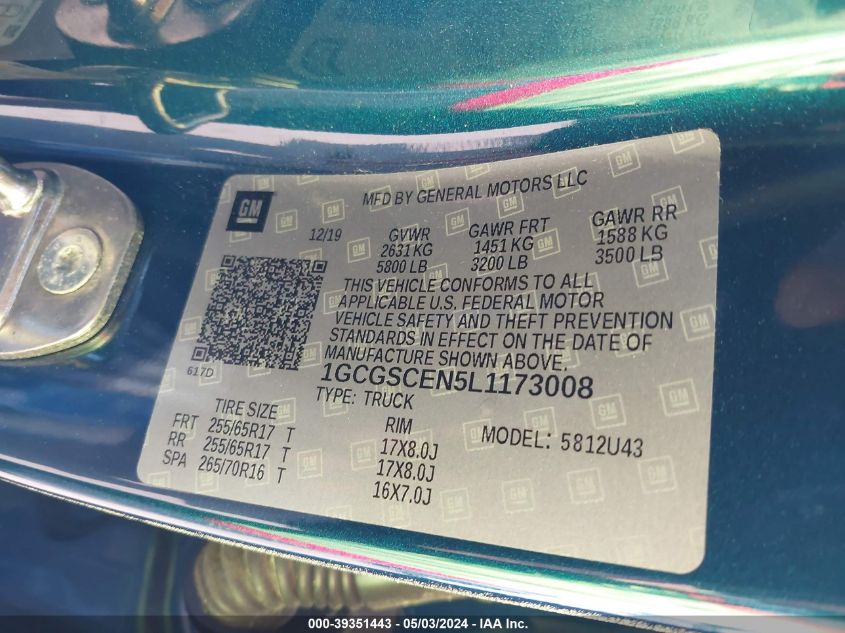 MFD BY GENERAL MOTORS LLC
GM
12/19 GVWR GAWR FRT GAWR RR
2631 KG 1451 KG 1588 KG
5800 LB 3200 LB 3500 LB
THIS VEHICLE CONFORMS TO ALL
APPLICABLE U.S. FEDERAL MOTOR
VEHICLE SAFETY AND THEFT PREVENTION
STANDARDS IN EFFECT ON THE DATE OF
MANUFACTURE SHOWN ABOVE.
617D
1GCGSCEN5L1173008
TYPE: TRUCK
TIRE SIZE RIM MODEL: 5812U43
FRT 255/65R17 T 17X8.0J
RR 255/65R17 T 17X8.0J
SPA 265/70R16 T 16X7.0J
000-39351443 - 05/03/2024 - IAA Inc.